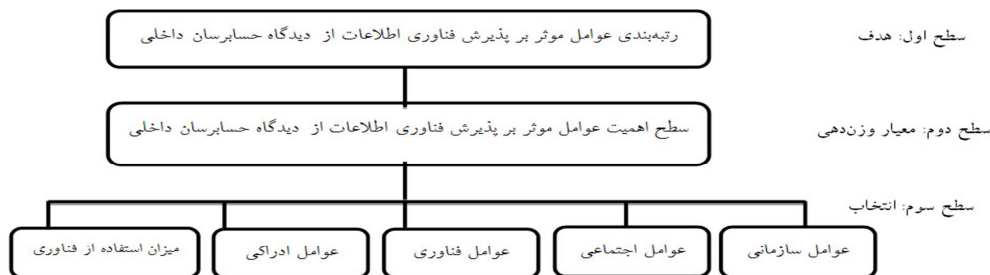 سطح اول: هدف
رتبه‌بندی عوامل موثر بر پذیرش فناوری اطلاعات از دیدگاه حسابرسان داخلی
سطح دوم: معیار وزن‌دهی
سطح اهمیت عوامل موثر بر پذیرش فناوری اطلاعات از دیدگاه حسابرسان داخلی
سطح سوم: انتخاب
عوامل سازمانی
عوامل اجتماعی
عوامل فناوری
عوامل ادراکی
میزان استفاده از فناوری